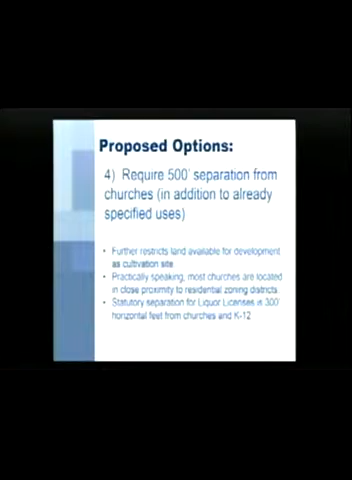 Proposed Options:
4) Require 500' separation from
churches (in addition to already
specified uses)
• Further restricts land available for development
as cultivation site
• Practically speaking, most churches are located
in close proximity to residential zoning districts.
• Statutory separation for Liquor Licenses is 300'
horizontal feet from churches and K-12